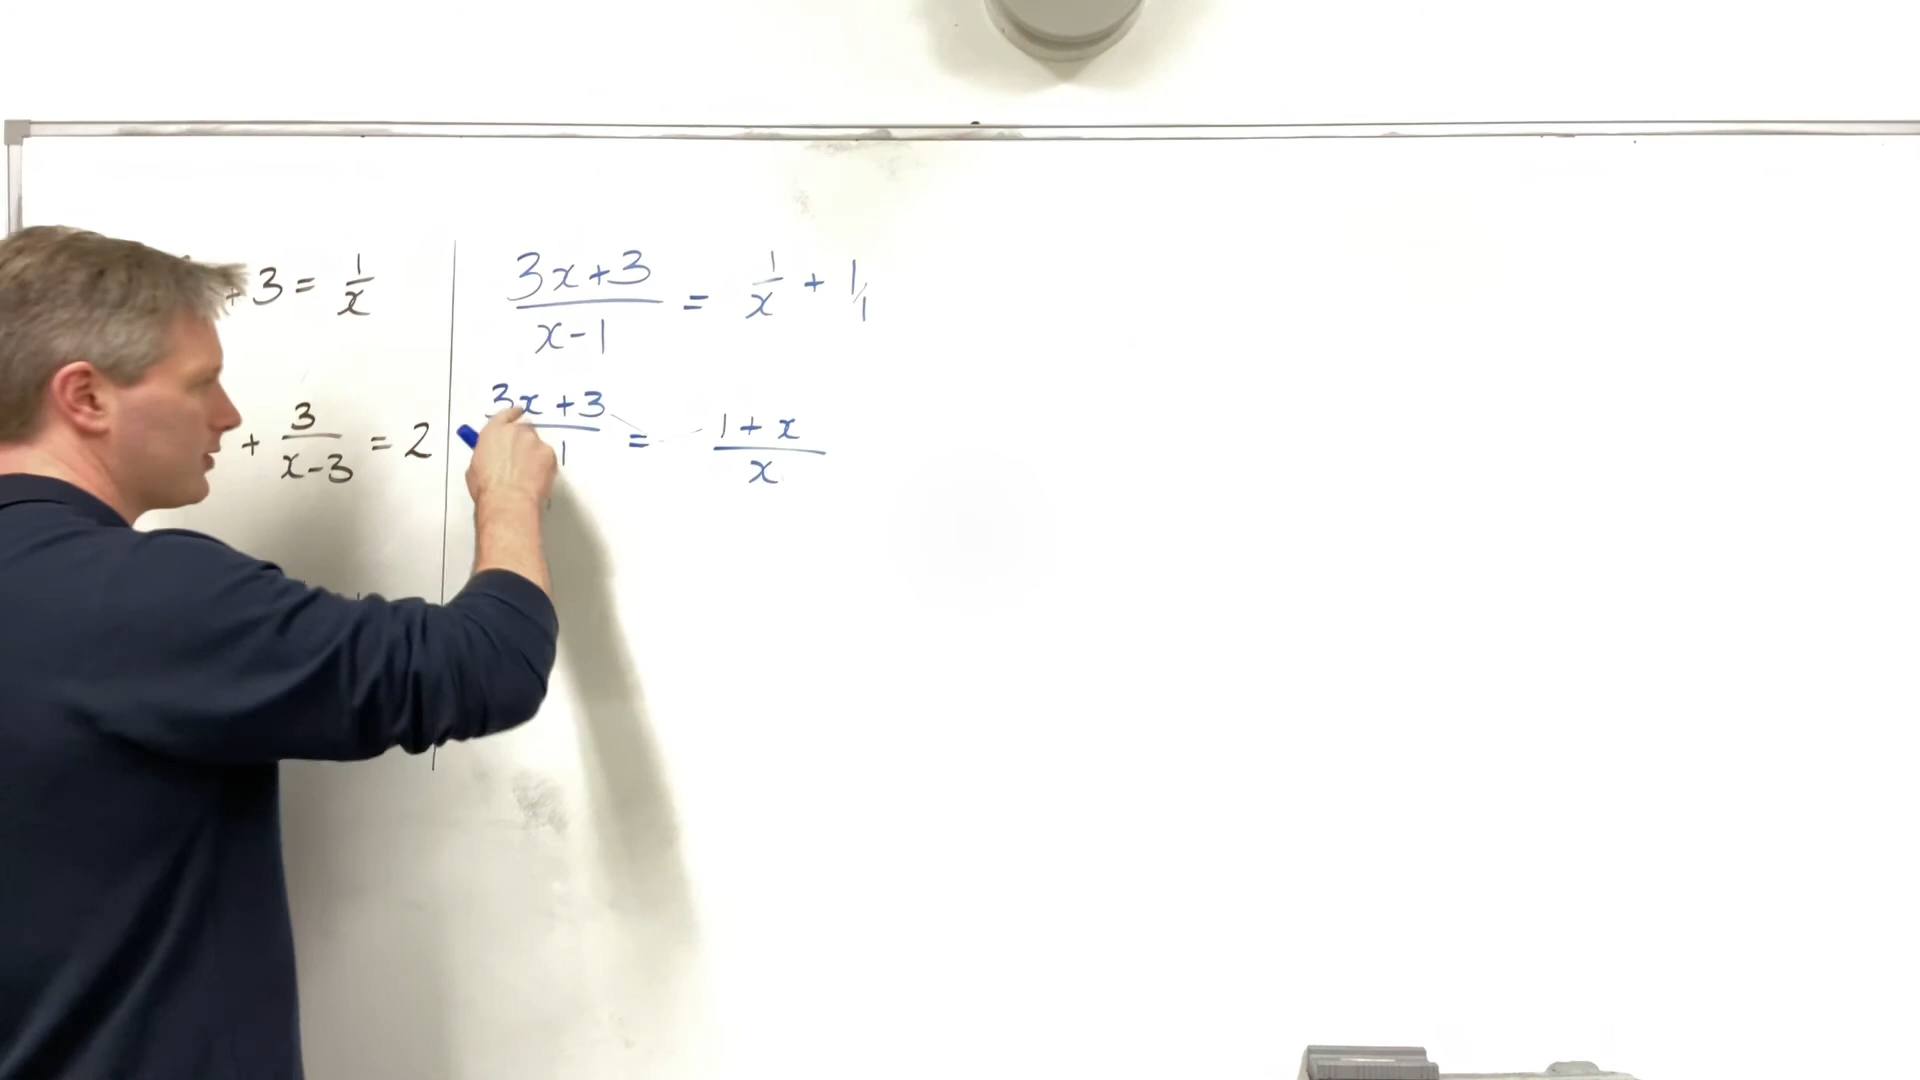 +3 = 1/x
+ 3/(x-3) = 2
(3x+3)/(x-1) = 1/x + 1/1
(3x+3)/ 1 = (1+x)/x